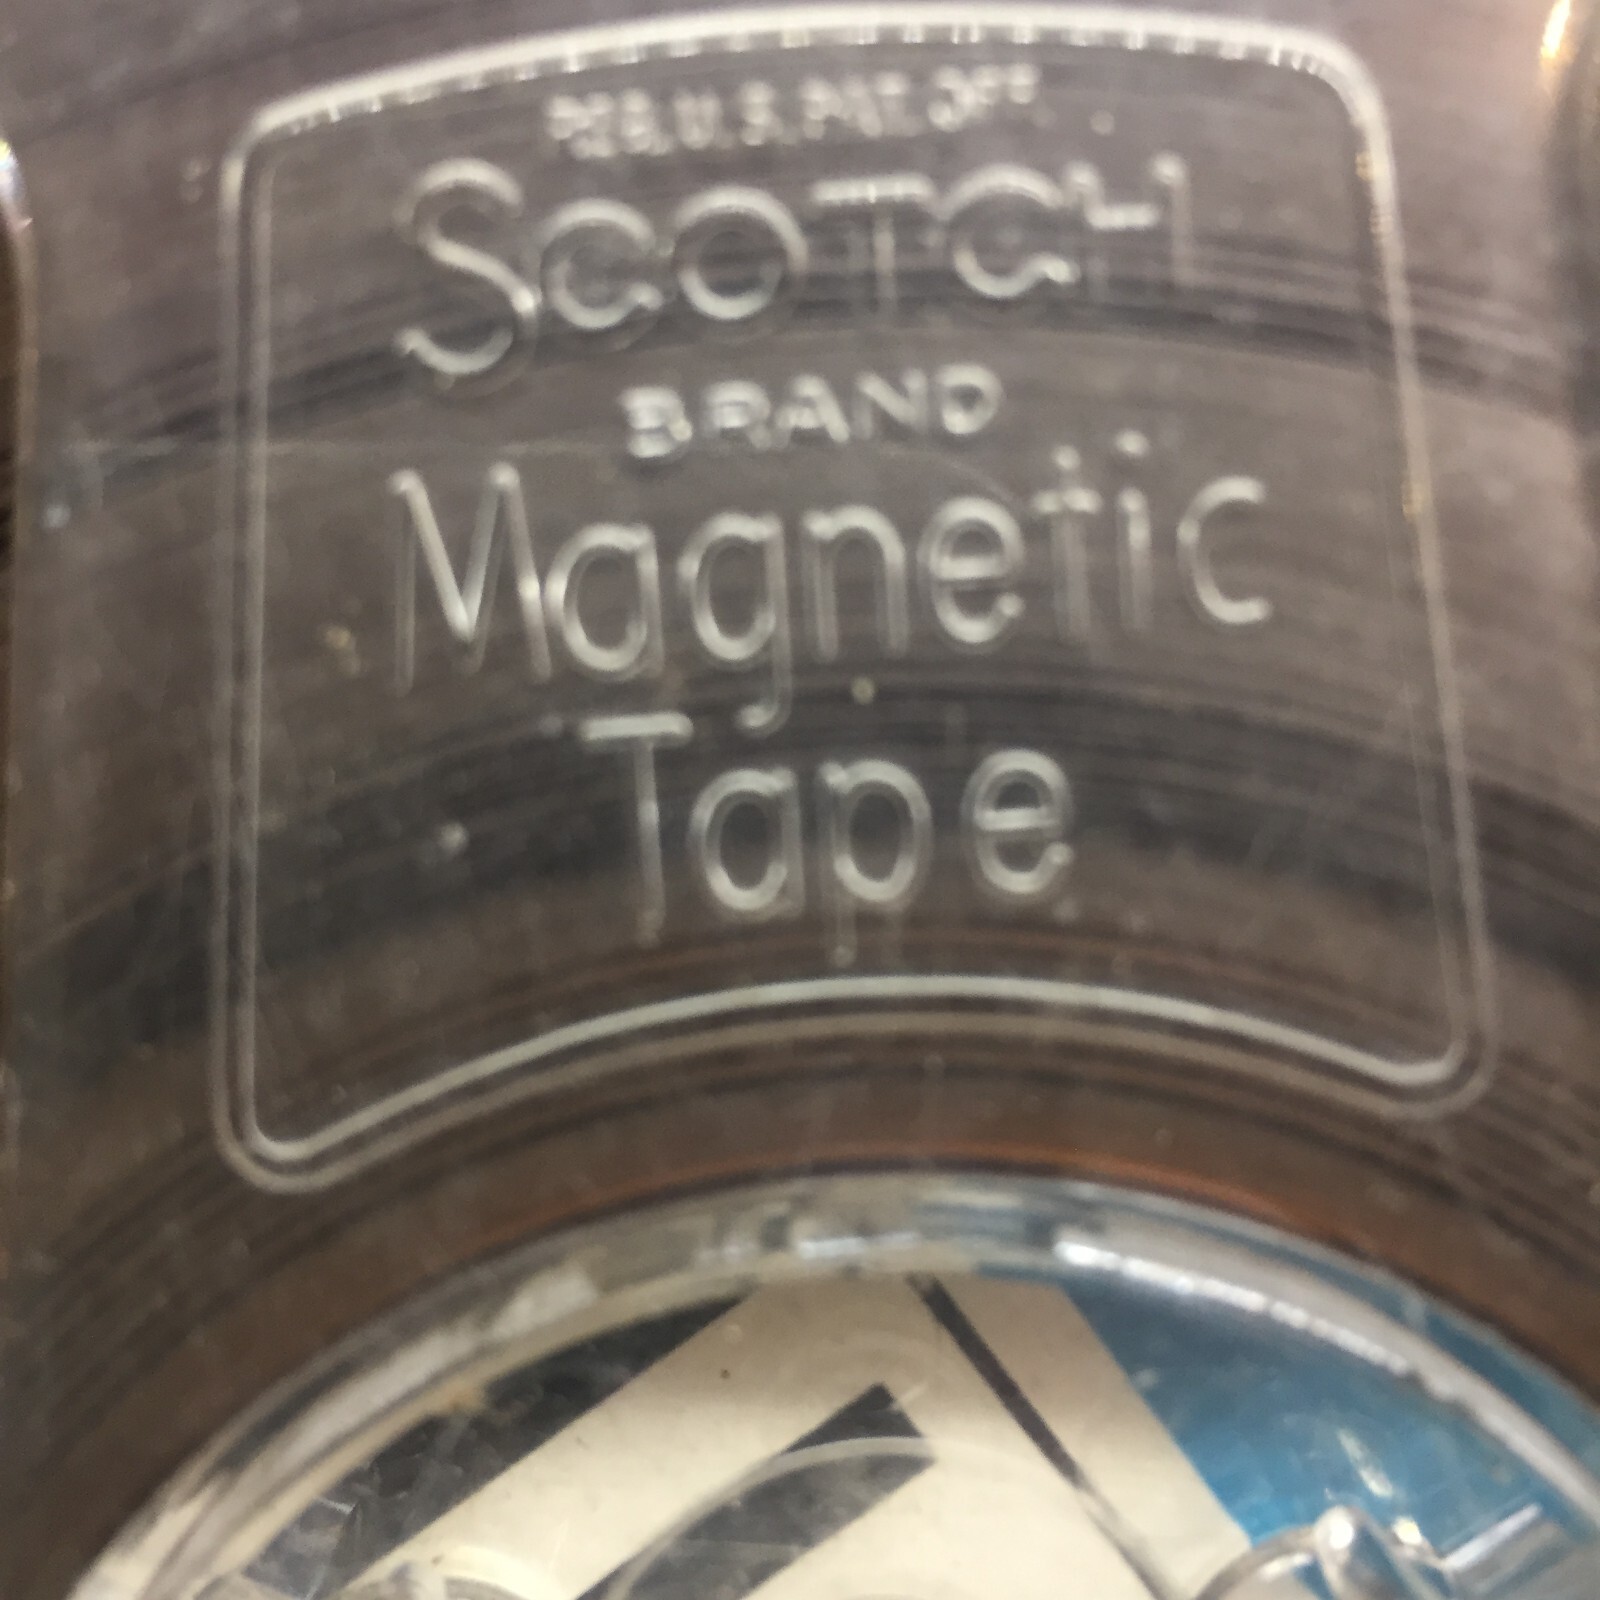 REG. U.S. PAT. OFF.
SCOTCH
BRAND
Magnetic
Tape